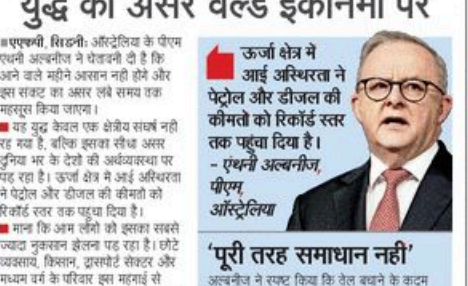 युद्ध का असर वर्ल्ड इकोनॉमी पर
■एएफपी, सिडनी: ऑस्ट्रेलिया के पीएम
एंथनी अल्बनीज ने चेतावनी दी है कि
आने वाले महीने आसान नहीं होंगे और
इस संकट का असर लंबे समय तक
महसूस किया जाएगा।
■ यह युद्ध केवल एक क्षेत्रीय संघर्ष नहीं
रह गया है, बल्कि इसका सीधा असर
दुनिया भर के देशों की अर्थव्यवस्था पर
पड़ रहा है। ऊर्जा क्षेत्र में आई अस्थिरता
ने पेट्रोल और डीजल की कीमतों को
रिकॉर्ड स्तर तक पहुंचा दिया है।
■ माना कि आम लोगों को इसका सबसे
ज्यादा नुकसान झेलना पड़ रहा है। छोटे
व्यवसाय, किसान, ट्रांसपोर्ट सेक्टर और
मध्यम वर्ग के परिवार इस महंगाई से
ऊर्जा क्षेत्र में
आई अस्थिरता ने
पेट्रोल और डीजल की
कीमतों को रिकॉर्ड स्तर
तक पहुंचा दिया है।
- एंथनी अल्बनीज,
पीएम,
ऑस्ट्रेलिया
'पूरी तरह समाधान नहीं'
अल्बनीज ने स्पष्ट किया कि तेल बचाने के कदम